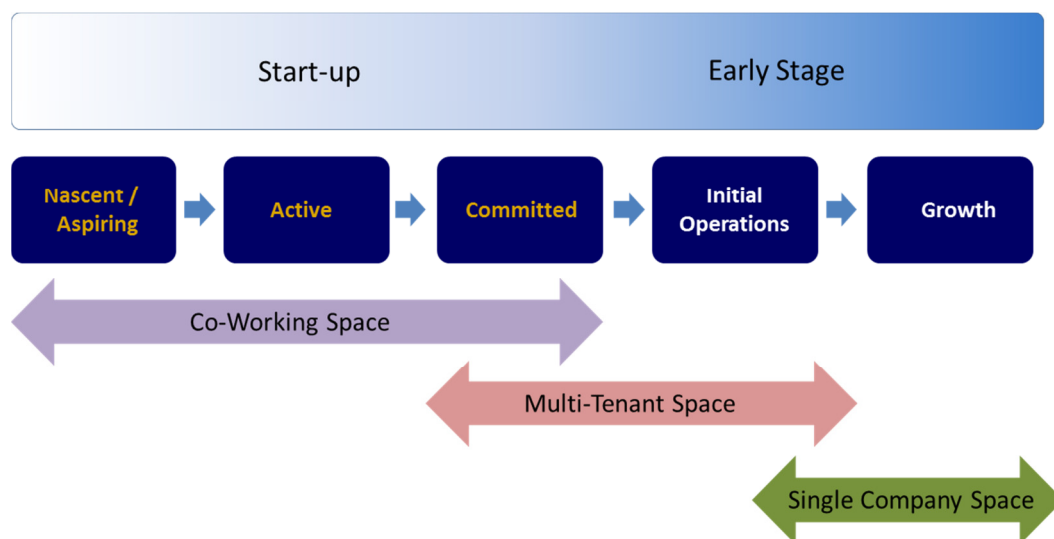 Start-up
Early Stage
Nascent /
Aspiring
Active
Committed
Initial
Operations
Growth
Co-Working Space
Multi-Tenant Space
Single Company Space